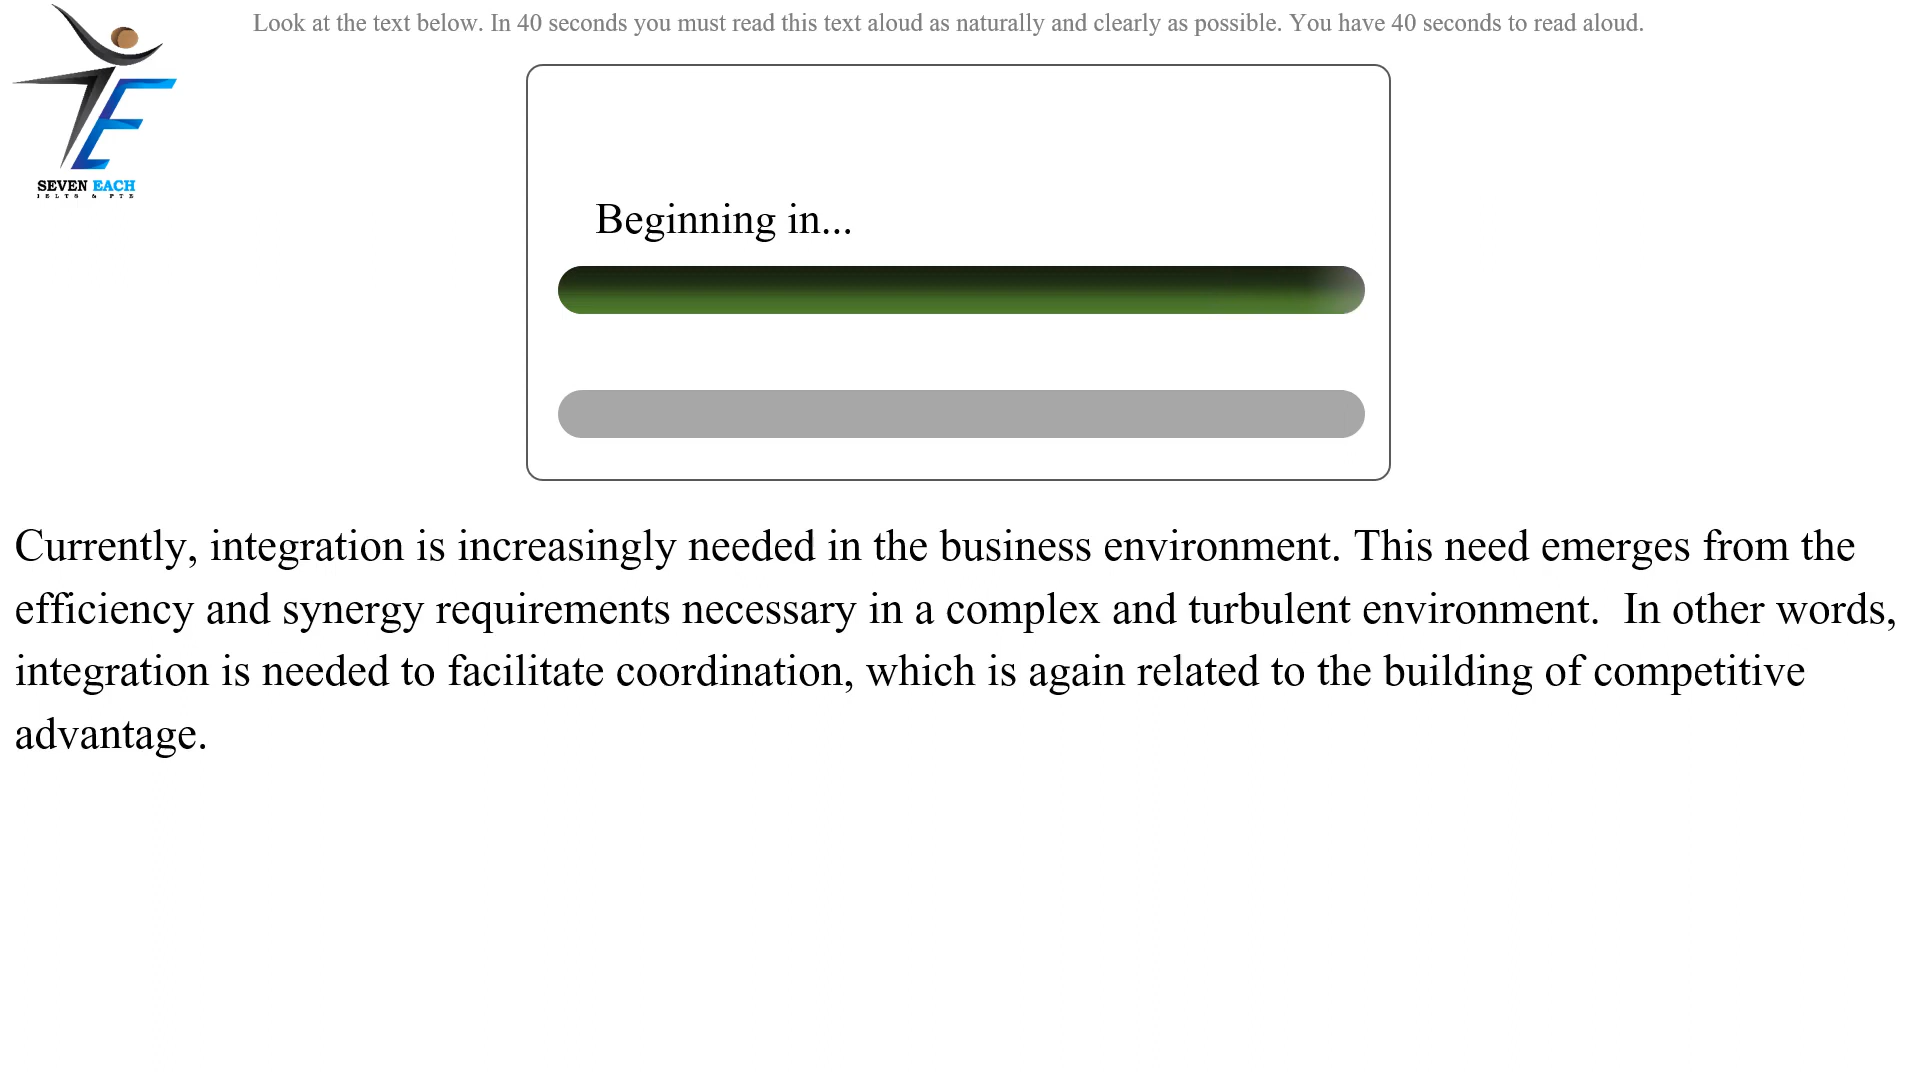 Look at the text below. In 40 seconds you must read this text aloud as naturally and clearly as possible. You have 40 seconds to read aloud.
SEVEN EACH
IELTS & PTE
Beginning in...
Currently, integration is increasingly needed in the business environment. This need emerges from the
efficiency and synergy requirements necessary in a complex and turbulent environment.  In other words,
integration is needed to facilitate coordination, which is again related to the building of competitive
advantage.